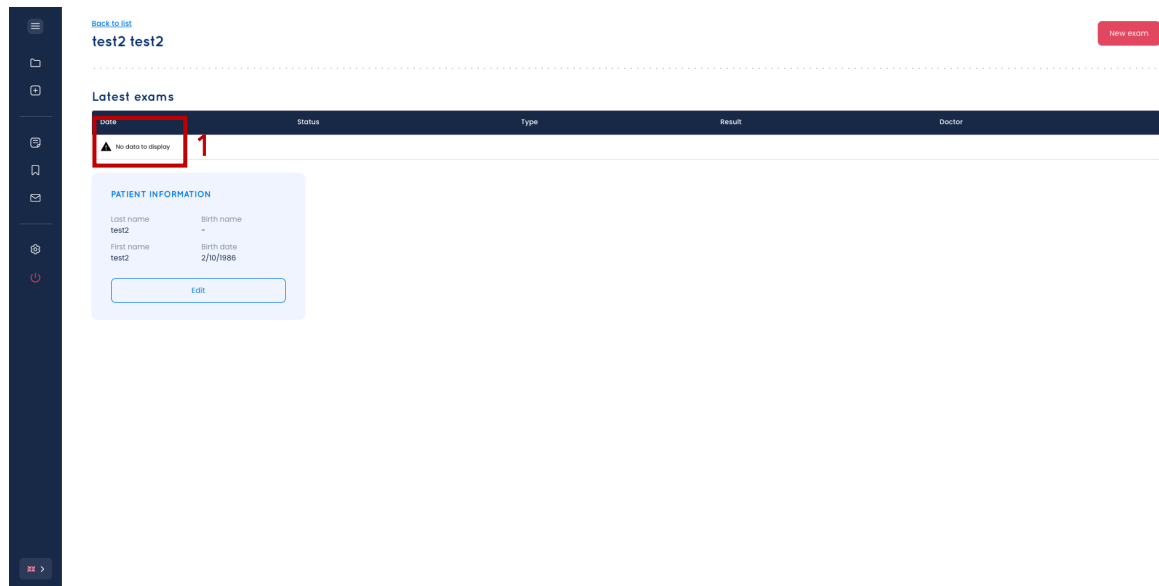 Back to list
test2 test2
New exam
Latest exams
Date Status Type Result Doctor
No data to display
1
PATIENT INFORMATION
Last name Birth name
test2 -
First name Birth date
test2 2/10/1986
Edit